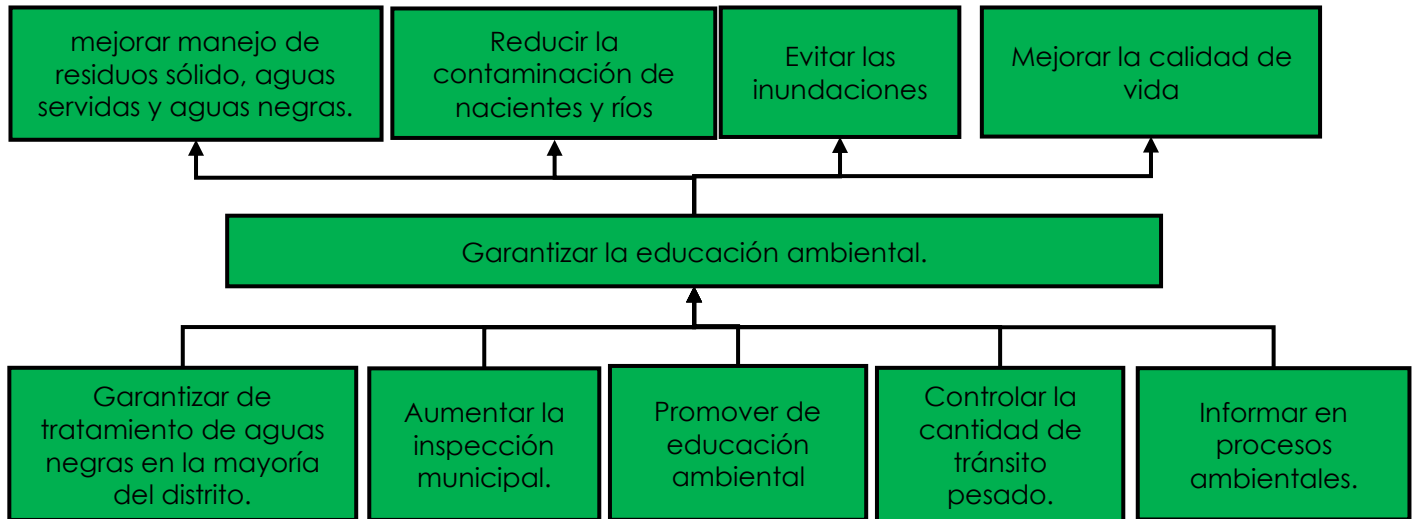 mejorar manejo de
residuos sólido, aguas
servidas y aguas negras.
Reducir la
contaminación de
nacientes y ríos
Evitar las
inundaciones
Mejorar la calidad de
vida
Garantizar la educación ambiental.
Garantizar de
tratamiento de aguas
negras en la mayoría
del distrito.
Aumentar la
inspección
municipal.
Promover de
educación
ambiental
Controlar la
cantidad de
tránsito
pesado.
Informar en
procesos
ambientales.